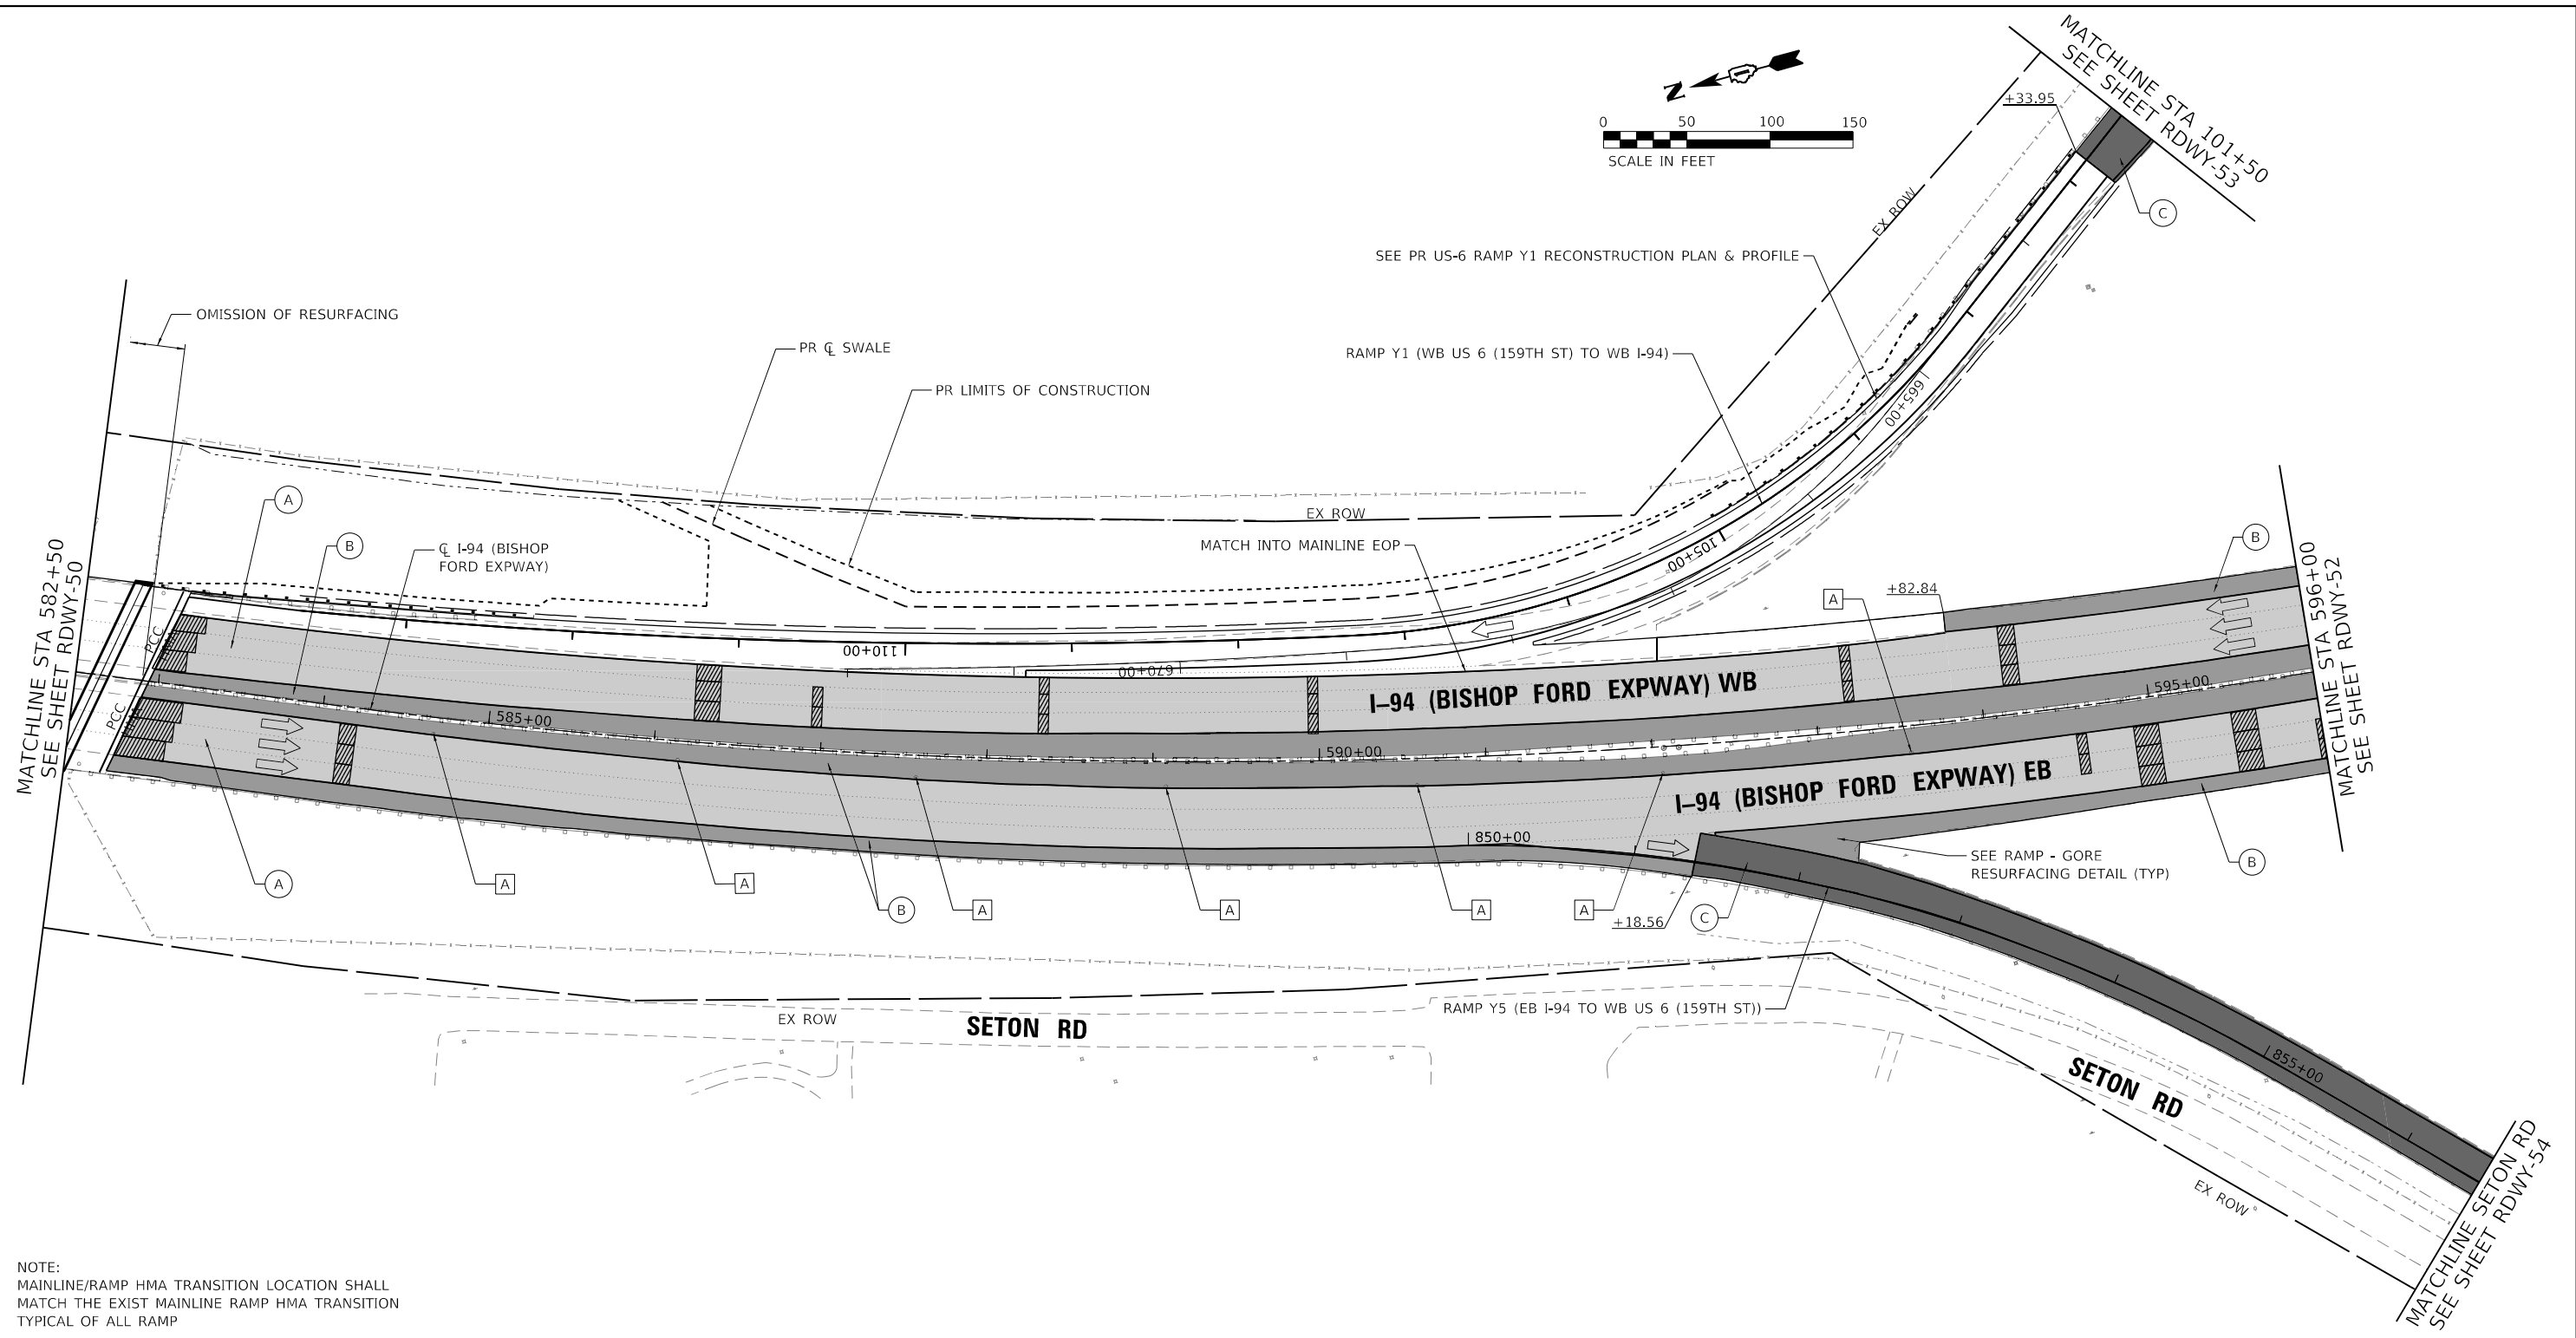 MATCHLINE STA 101+50
SEE SHEET RDWY-53
N
0 50 100 150
SCALE IN FEET
+33.95
C
EX ROW
SEE PR US-6 RAMP Y1 RECONSTRUCTION PLAN & PROFILE
OMISSION OF RESURFACING
PR ℄ SWALE
RAMP Y1 (WB US 6 (159TH ST) TO WB I-94)
PR LIMITS OF CONSTRUCTION
665+00
A
EX ROW
B
℄ I-94 (BISHOP
FORD EXPWAY)
MATCH INTO MAINLINE EOP
105+00
B
MATCHLINE STA 582+50
SEE SHEET RDWY-50
MATCHLINE STA 596+00
SEE SHEET RDWY-52
+82.84
A
PCC
110+00
670+00
I-94 (BISHOP FORD EXPWAY) WB
595+00
PCC
585+00
590+00
I-94 (BISHOP FORD EXPWAY) EB
850+00
SEE RAMP - GORE
RESURFACING DETAIL (TYP)
B
A
A
A
B
A
A
A
A
+18.56
C
RAMP Y5 (EB I-94 TO WB US 6 (159TH ST))
EX ROW
SETON RD
SETON RD
855+00
EX ROW
MATCHLINE SETON RD
SEE SHEET RDWY-54
NOTE:
MAINLINE/RAMP HMA TRANSITION LOCATION SHALL
MATCH THE EXIST MAINLINE RAMP HMA TRANSITION
TYPICAL OF ALL RAMP